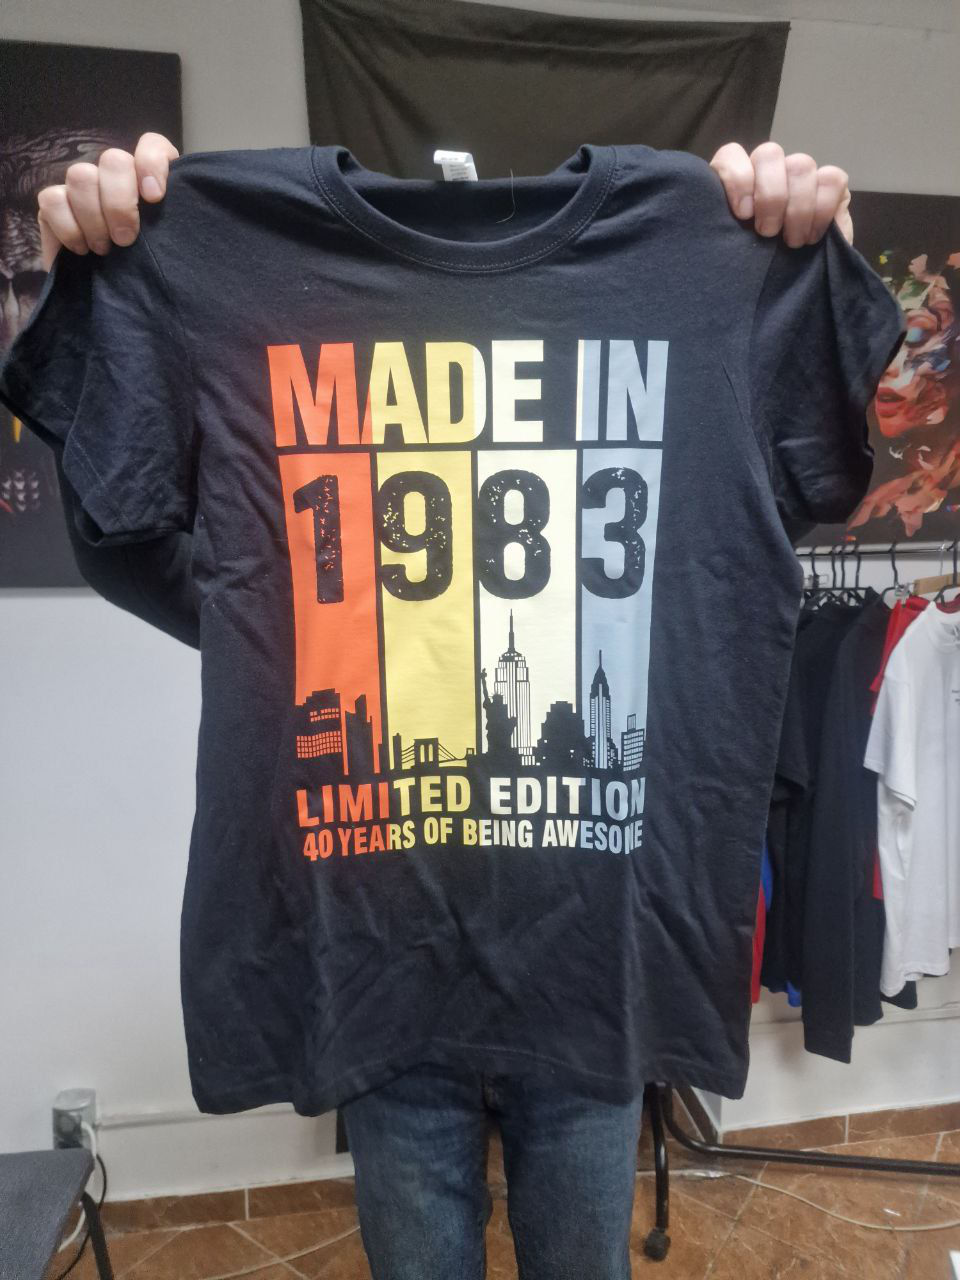 MADE IN
1983
LIMITED EDITION
40 YEARS OF BEING AWESOME